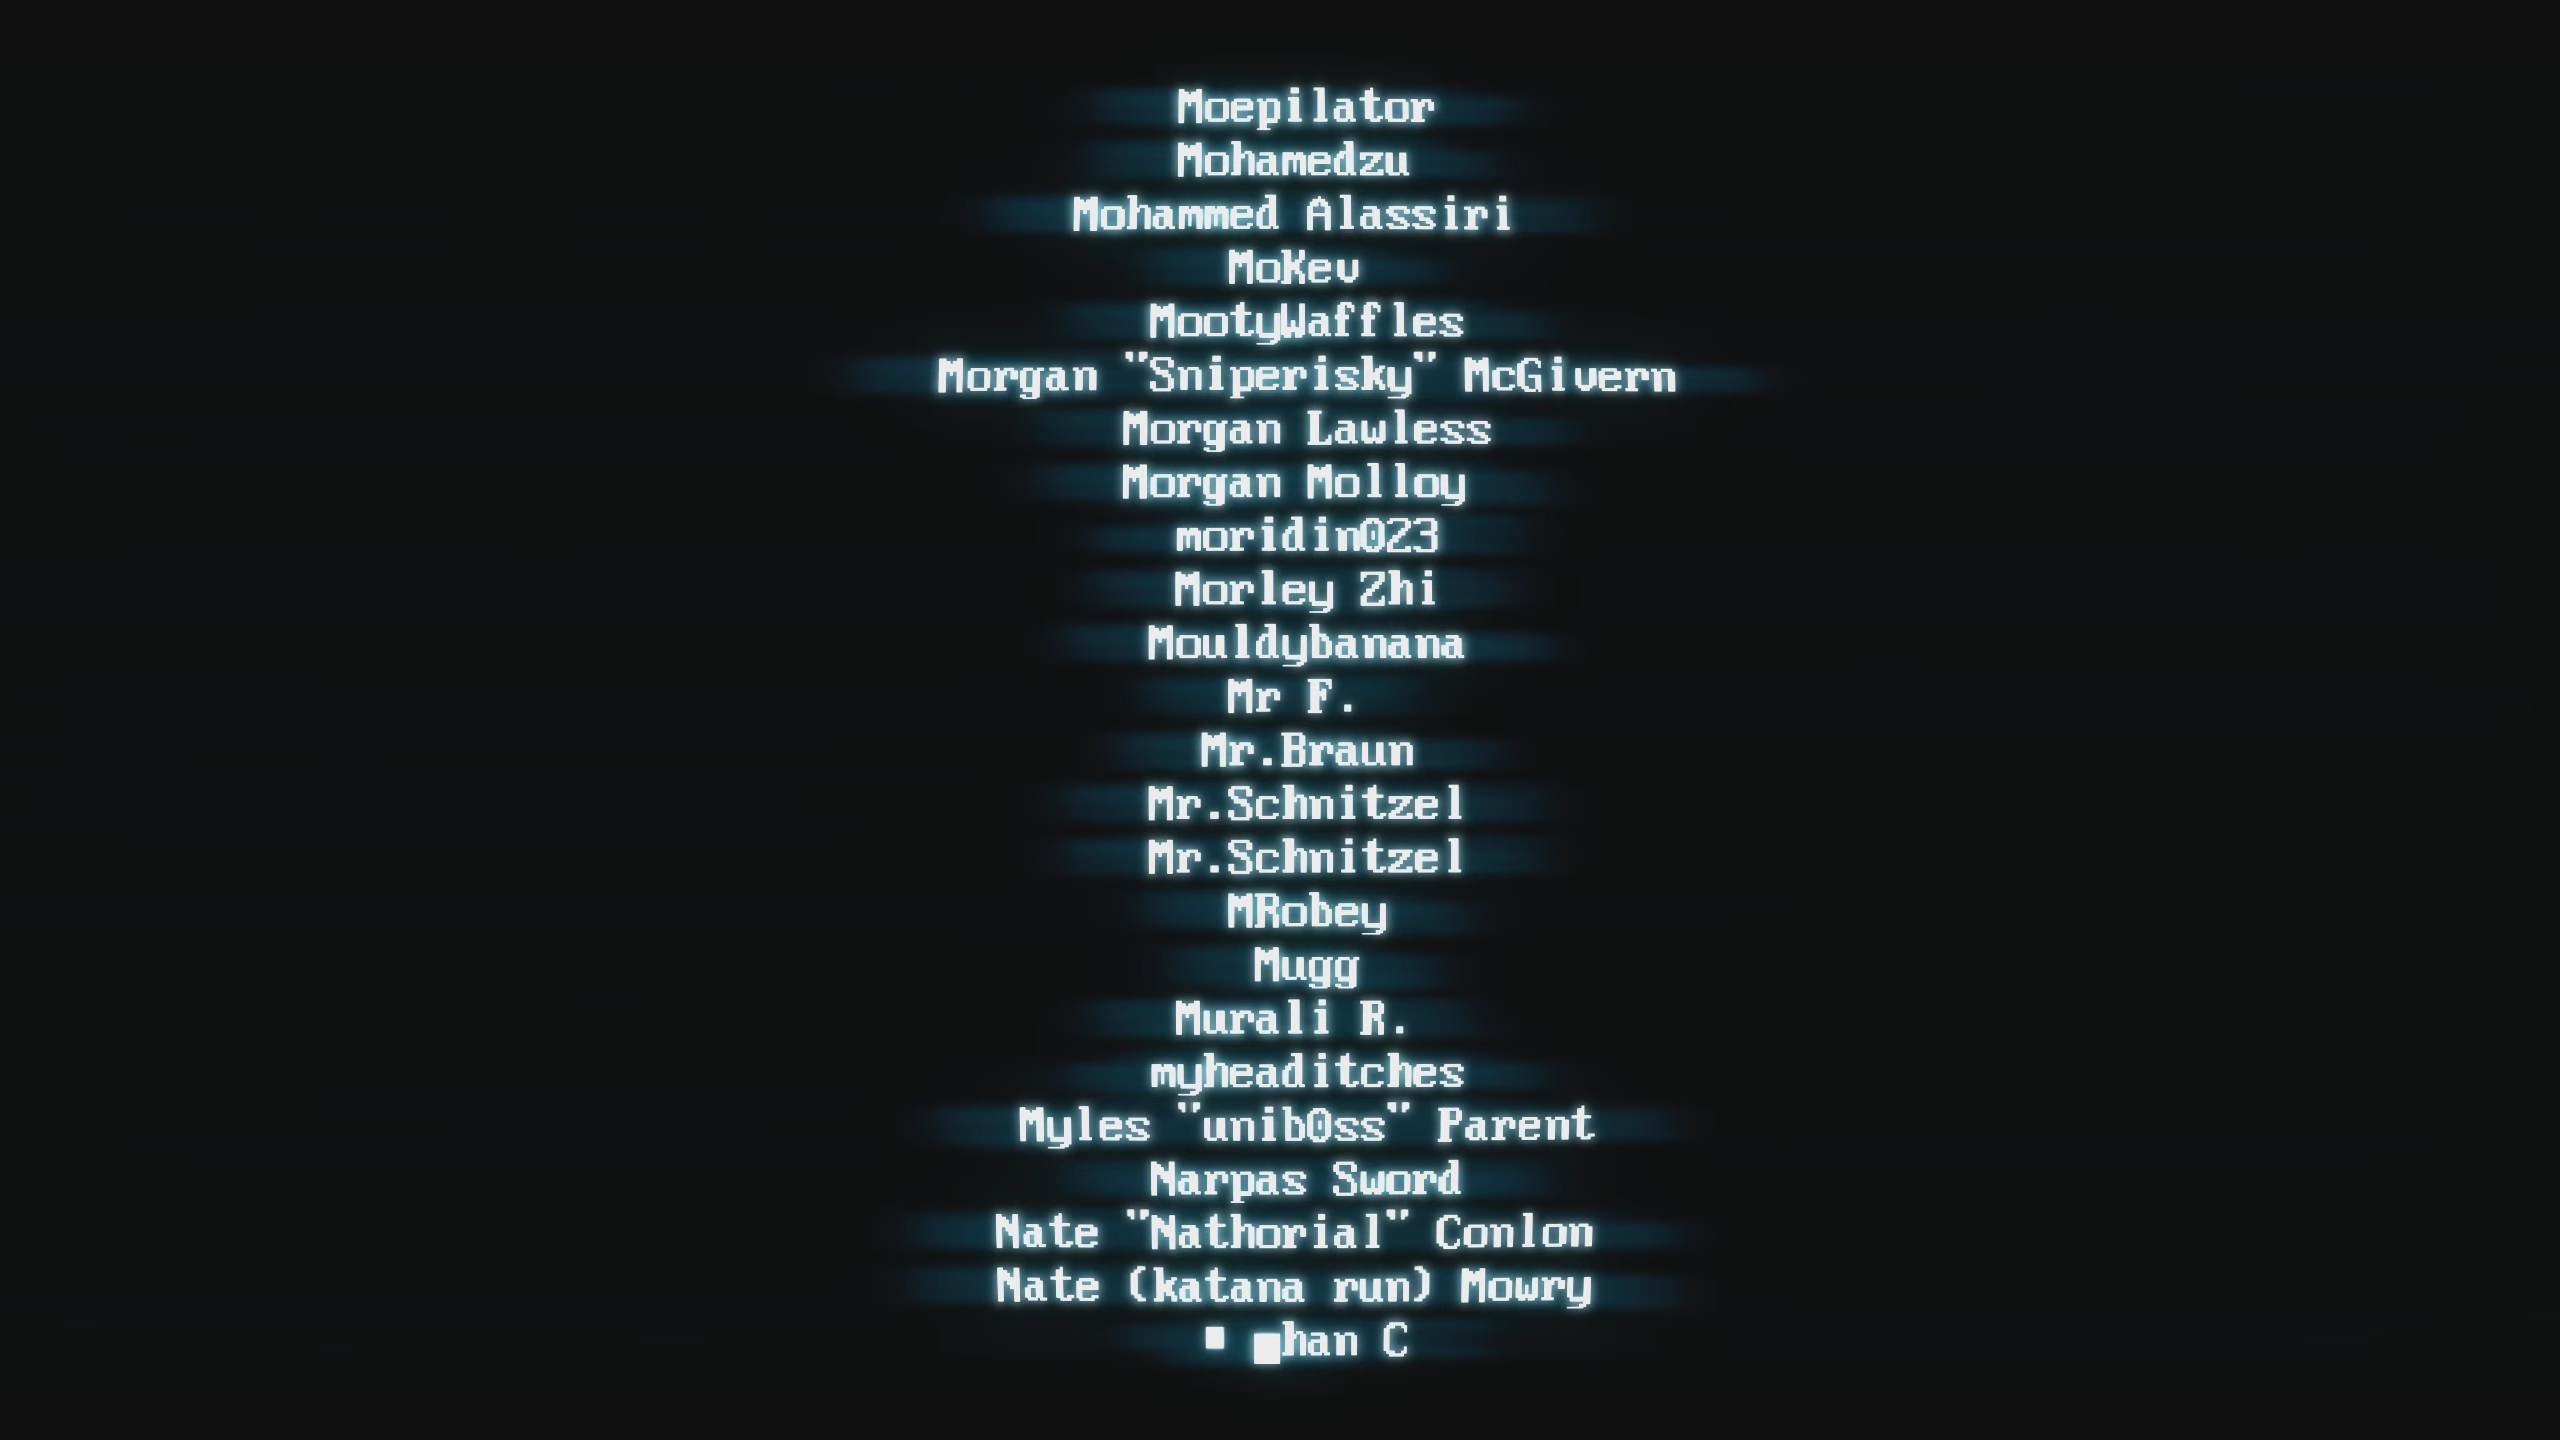 Moepilator
Mohamedzu
Mohammed Alassiri
MoKev
MootyWaffles
Morgan "Sniperisky" McGivern
Morgan Lawless
Morgan Molloy
moridin023
Morley Zhi
Mouldybanana
Mr F.
Mr.Braun
Mr.Schnitzel
Mr.Schnitzel
MRobey
Mugg
Murali R.
myheaditches
Myles "unib0ss" Parent
Narpas Sword
Nate "Nathorial" Conlon
Nate (katana run) Mowry
C